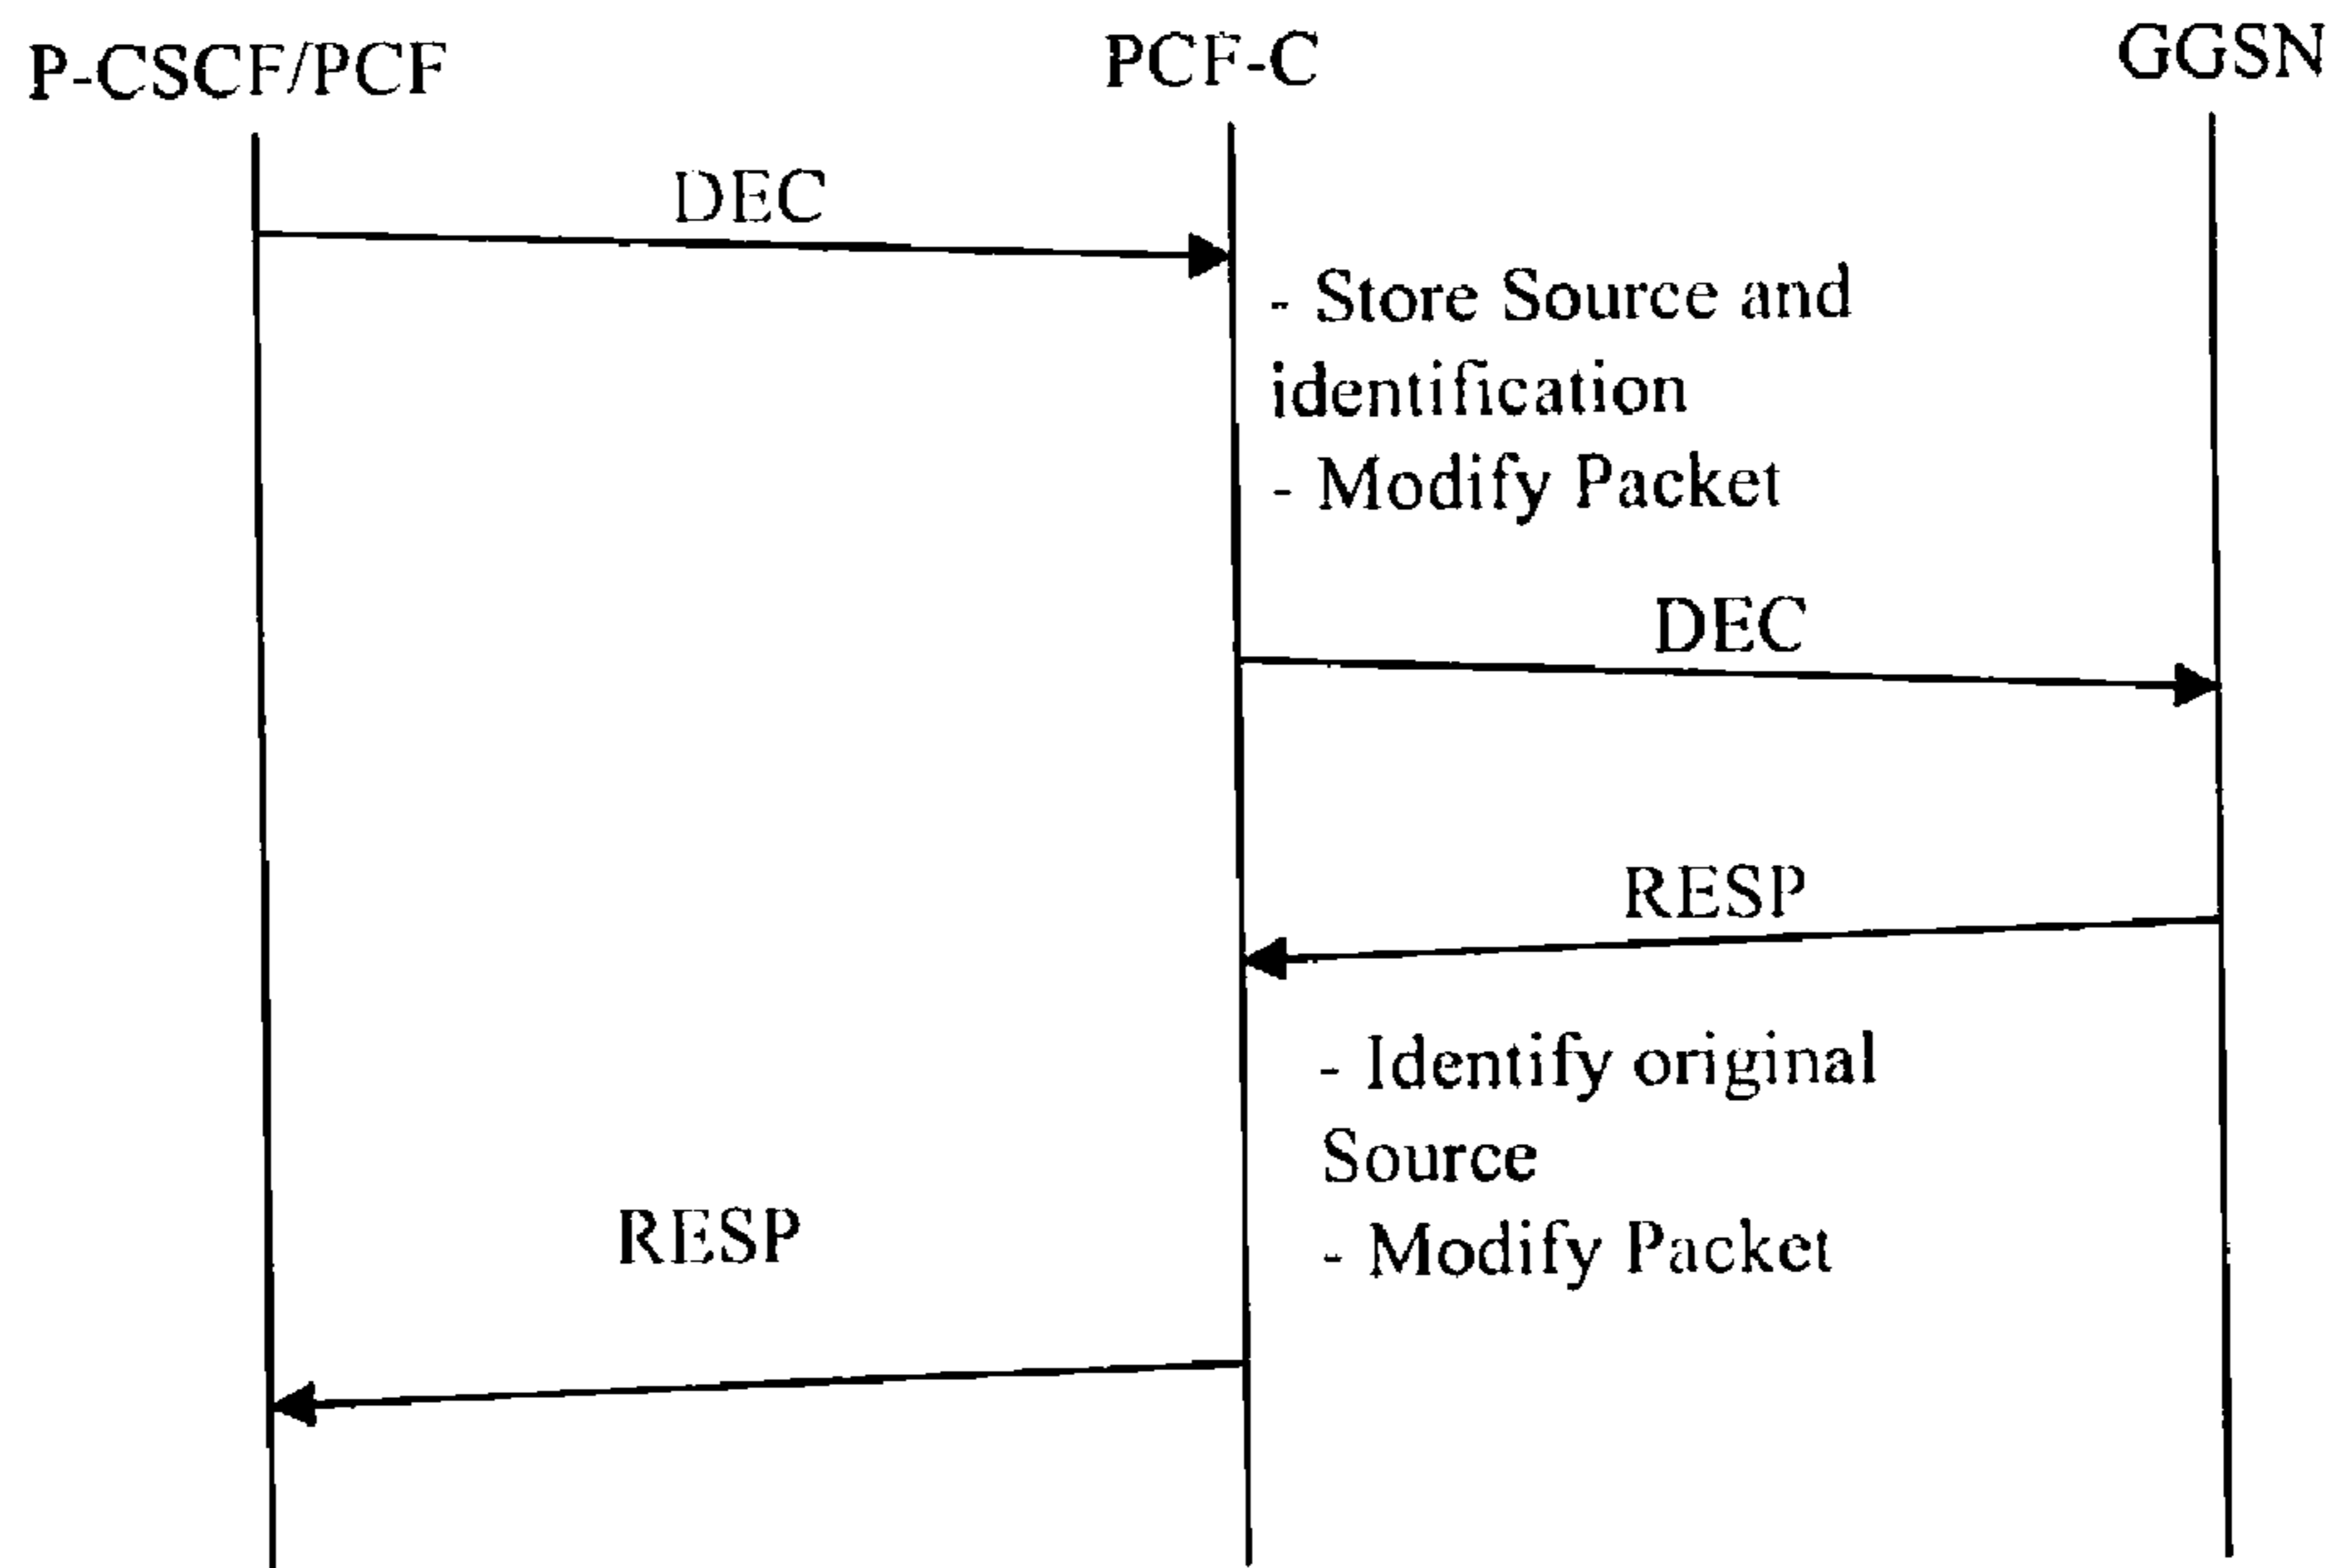 P-CSCF/PCF
PCF-C
GGSN
DEC
- Store Source and
identification
- Modify Packet
DEC
RESP
- Identify original
Source
- Modify Packet
RESP